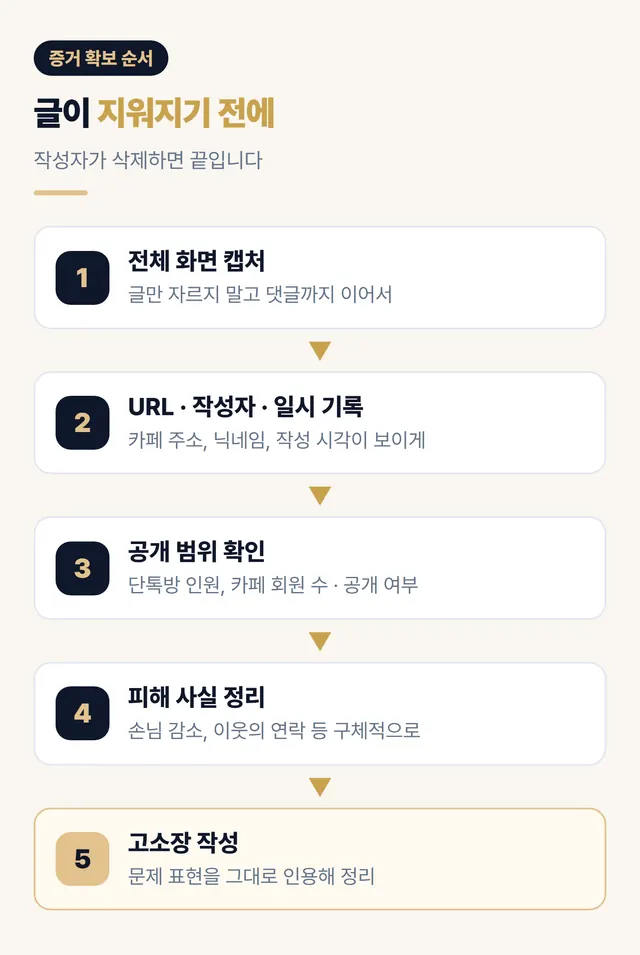 증거 확보 순서
글이 지워지기 전에
작성자가 삭제하면 끝입니다
1
전체 화면 캡처
글만 자르지 말고 댓글까지 이어서
2
URL · 작성자 · 일시 기록
카페 주소, 닉네임, 작성 시각이 보이게
3
공개 범위 확인
단톡방 인원, 카페 회원 수 · 공개 여부
4
피해 사실 정리
손님 감소, 이웃의 연락 등 구체적으로
5
고소장 작성
문제 표현을 그대로 인용해 정리